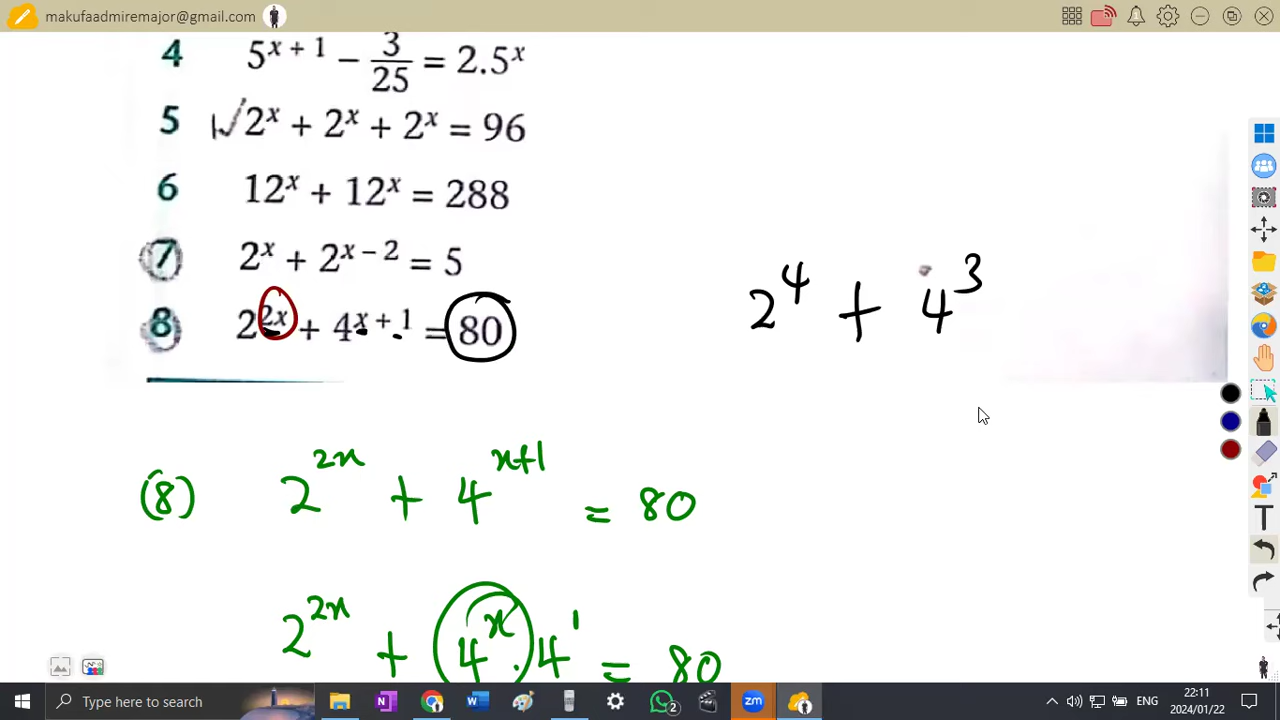 makufaadmiremajor@gmail.com
4 5^{x + 1} − 3/25 = 2.5^x
5 2^x + 2^x + 2^x = 96
6 12^x + 12^x = 288
7 2^x + 2^{x − 2} = 5
8 2^{2x} + 4^{x + 1} = 80
2^4 + 4^3
(8) 2^{2x} + 4^{x+1} = 80
2^{2x} + 4^x . 4^1 = 80
Type here to search
2
zm
ENG
22:11
2024/01/22